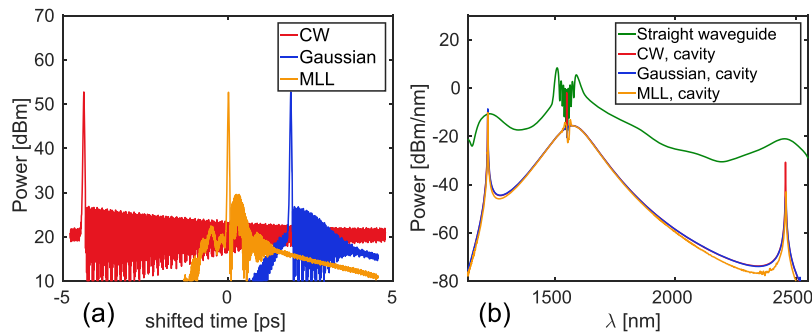 70
60
50
40
30
20
10
Power [dBm]
CW
Gaussian
MLL
-5
0
5
(a)
shifted time [ps]
0
-20
-40
-60
-80
Power [dBm/nm]
Straight waveguide
CW, cavity
Gaussian, cavity
MLL, cavity
1500
2000
2500
(b)
λ [nm]